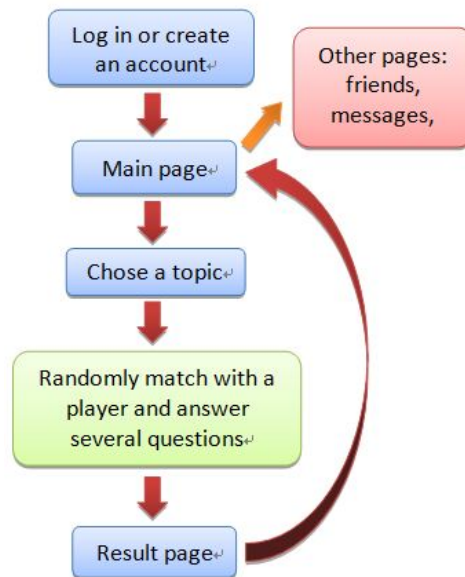 Log in or create
an account↵
Other pages:
friends,
messages,
Main page↵
Chose a topic↵
Randomly match with a
player and answer
several questions↵
Result page↵